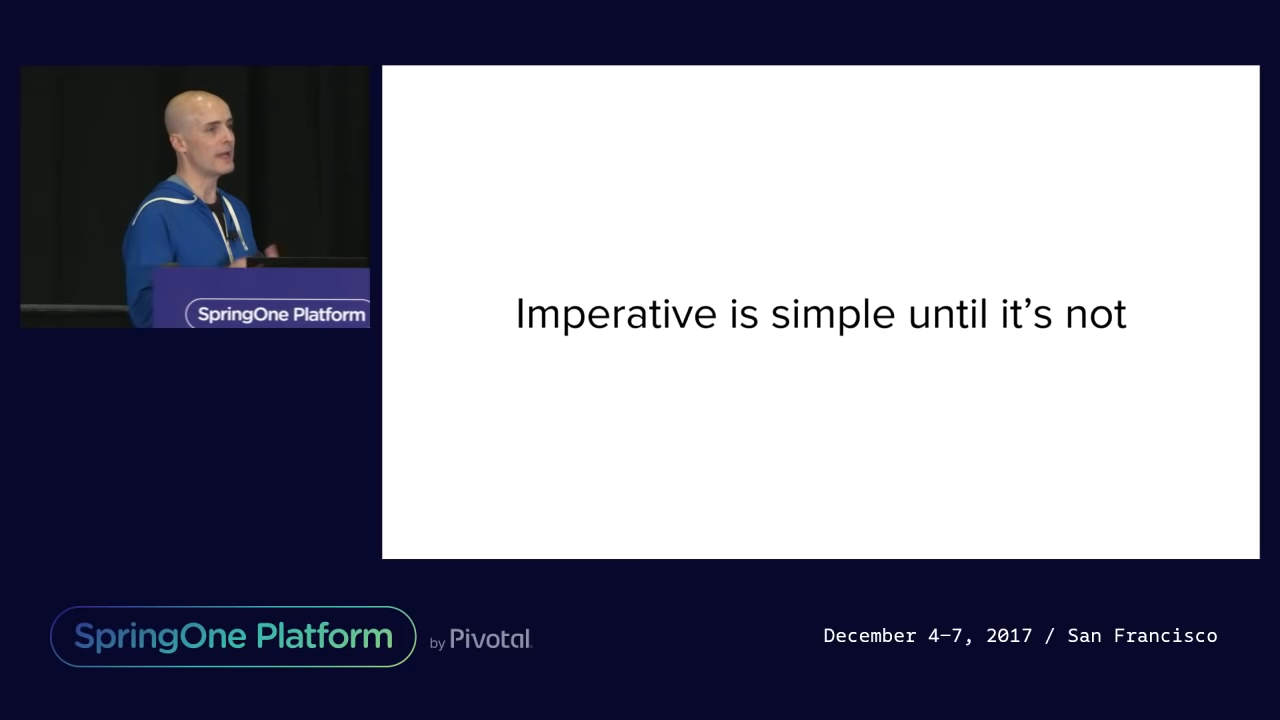 SpringOne Platform
Imperative is simple until it’s not
SpringOne Platform by Pivotal.
December 4–7, 2017 / San Francisco